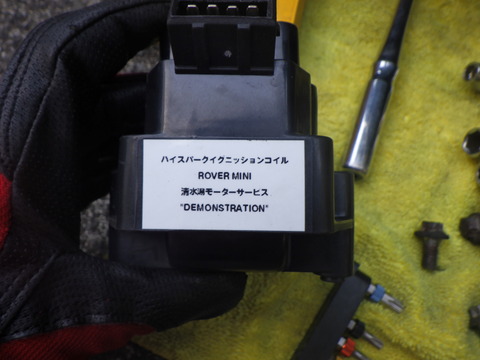 ハイスパークイグニッションコイル
ROVER MINI
清水湖モーターサービス
"DEMONSTRATION"